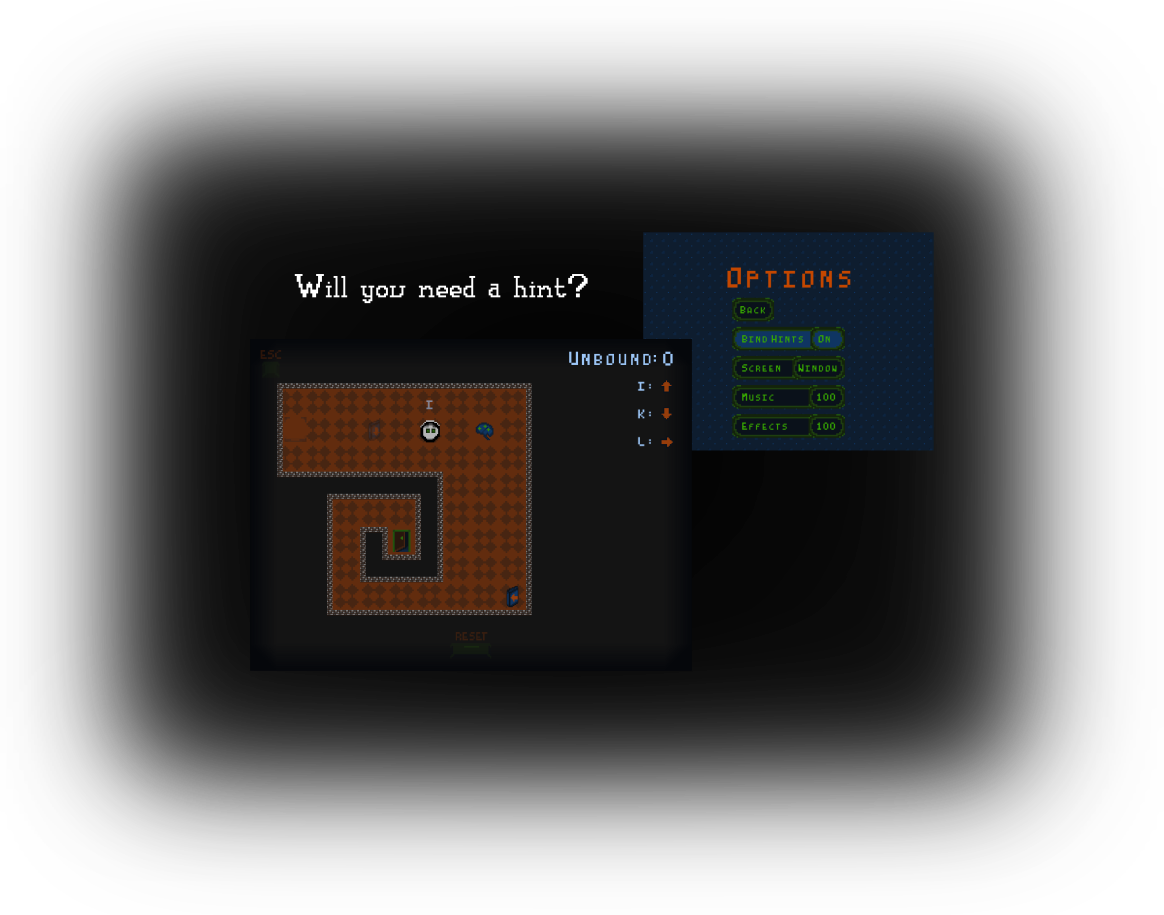 Will you need a hint?
Options
Back
Bind Hints On
Screen Window
Music 100
Effects 100
ESC
Unbound: 0
I:
K:
L:
I
Reset